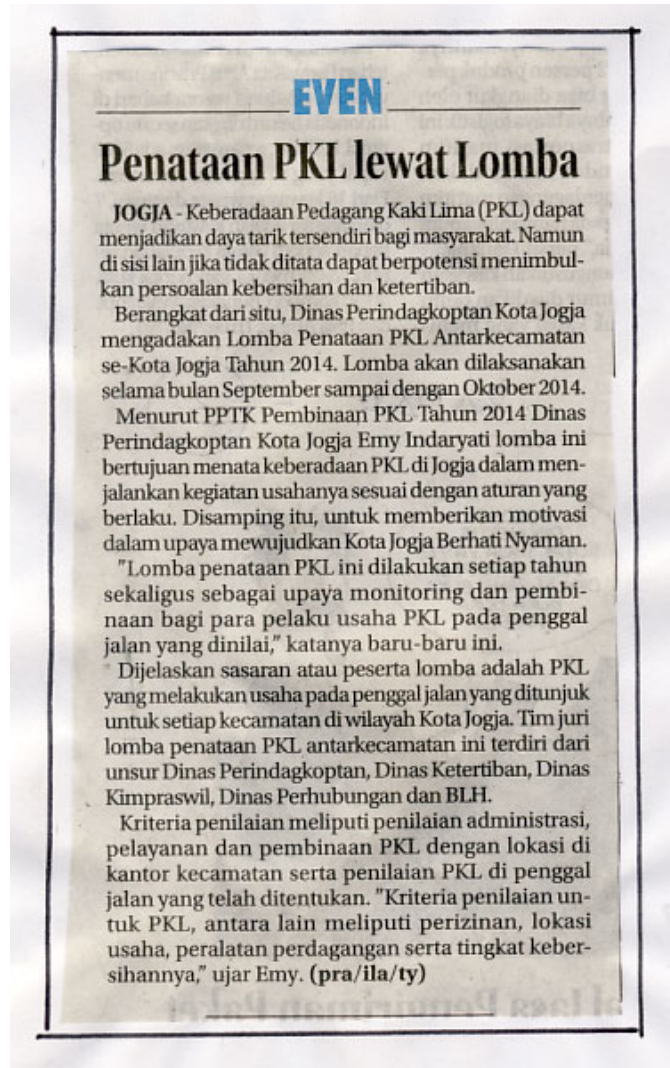 EVEN
Penataan PKL lewat Lomba
JOGJA - Keberadaan Pedagang Kaki Lima (PKL) dapat
menjadikan daya tarik tersendiri bagi masyarakat. Namun
di sisi lain jika tidak ditata dapat berpotensi menimbul-
kan persoalan kebersihan dan ketertiban.
Berangkat dari situ, Dinas Perindagkoptan Kota Jogja
mengadakan Lomba Penataan PKL Antarkecamatan
se-Kota Jogja Tahun 2014. Lomba akan dilaksanakan
selama bulan September sampai dengan Oktober 2014.
Menurut PPTK Pembinaan PKL Tahun 2014 Dinas
Perindagkoptan Kota Jogja Emy Indaryati lomba ini
bertujuan menata keberadaan PKL di Jogja dalam men-
jalankan kegiatan usahanya sesuai dengan aturan yang
berlaku. Disamping itu, untuk memberikan motivasi
dalam upaya mewujudkan Kota Jogja Berhati Nyaman.
"Lomba penataan PKL ini dilakukan setiap tahun
sekaligus sebagai upaya monitoring dan pembi-
naan bagi para pelaku usaha PKL pada penggal
jalan yang dinilai," katanya baru-baru ini.
Dijelaskan sasaran atau peserta lomba adalah PKL
yang melakukan usaha pada penggal jalan yang ditunjuk
untuk setiap kecamatan di wilayah Kota Jogja. Tim juri
lomba penataan PKL antarkecamatan ini terdiri dari
unsur Dinas Perindagkoptan, Dinas Ketertiban, Dinas
Kimpraswil, Dinas Perhubungan dan BLH.
Kriteria penilaian meliputi penilaian administrasi,
pelayanan dan pembinaan PKL dengan lokasi di
kantor kecamatan serta penilaian PKL di penggal
jalan yang telah ditentukan. "Kriteria penilaian un-
tuk PKL, antara lain meliputi perizinan, lokasi
usaha, peralatan perdagangan serta tingkat keber-
sihannya," ujar Emy. (pra/ila/ty)